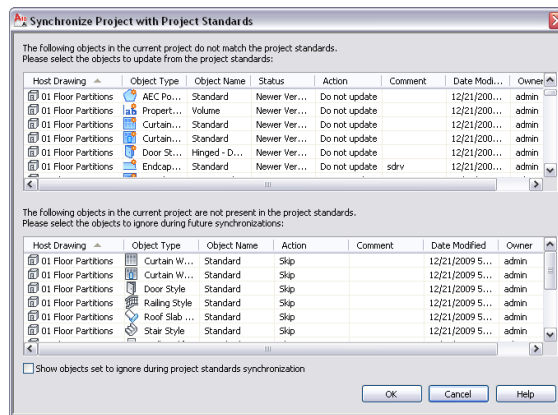 Synchronize Project with Project Standards
The following objects in the current project do not match the project standards.
Please select the objects to update from the project standards:
Host Drawing Object Type Object Name Status Action Comment Date Modi... Owner
01 Floor Partitions AEC Po... Standard Newer Ver... Do not update 12/21/200... admin
01 Floor Partitions Propert... Volume Newer Ver... Do not update 12/21/200... admin
01 Floor Partitions Curtain... Standard Newer Ver... Do not update 12/21/200... admin
01 Floor Partitions Curtain... Standard Newer Ver... Do not update 12/21/200... admin
01 Floor Partitions Door St... Hinged - D... Newer Ver... Do not update 12/21/200... admin
01 Floor Partitions Endcap... Standard Newer Ver... Do not update sdrv 12/21/200... admin
The following objects in the current project are not present in the project standards.
Please select the objects to ignore during future synchronizations:
Host Drawing Object Type Object Name Action Comment Date Modified Owner
01 Floor Partitions Curtain W... Standard Skip 12/21/2009 5... admin
01 Floor Partitions Curtain W... Standard Skip 12/21/2009 5... admin
01 Floor Partitions Door Style Standard Skip 12/21/2009 5... admin
01 Floor Partitions Railing Style Standard Skip 12/21/2009 5... admin
01 Floor Partitions Roof Slab ... Standard Skip 12/21/2009 5... admin
01 Floor Partitions Stair Style Standard Skip 12/21/2009 5... admin
Show objects set to ignore during project standards synchronization
OK Cancel Help